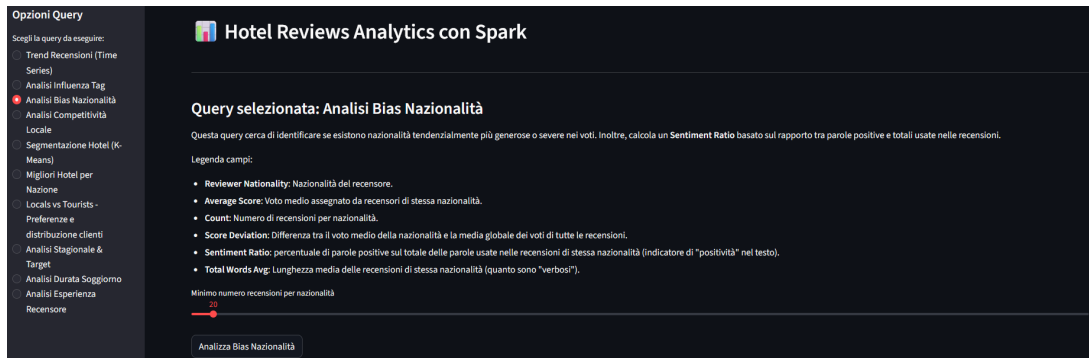 Opzioni Query
Scegli la query da eseguire:
Trend Recensioni (Time
Series)
Analisi Influenza Tag
Analisi Bias Nazionalità
Analisi Competitività
Locale
Segmentazione Hotel (K-
Means)
Migliori Hotel per
Nazione
Locals vs Tourists -
Preferenze e
distribuzione clienti
Analisi Stagionale &
Target
Analisi Durata Soggiorno
Analisi Esperienza
Recensore
Hotel Reviews Analytics con Spark
Query selezionata: Analisi Bias Nazionalità
Questa query cerca di identificare se esistono nazionalità tendenzialmente più generose o severe nei voti. Inoltre, calcola un Sentiment Ratio basato sul rapporto tra parole positive e totali usate nelle recensioni.
Legenda campi:
• Reviewer Nationality: Nazionalità del recensore.
• Average Score: Voto medio assegnato da recensori di stessa nazionalità.
• Count: Numero di recensioni per nazionalità.
• Score Deviation: Differenza tra il voto medio della nazionalità e la media globale dei voti di tutte le recensioni.
• Sentiment Ratio: percentuale di parole positive sul totale delle parole usate nelle recensioni di stessa nazionalità (indicatore di "positività" nel testo).
• Total Words Avg: Lunghezza media delle recensioni di stessa nazionalità (quanto sono "verbosi").
Minimo numero recensioni per nazionalità
20
Analizza Bias Nazionalità